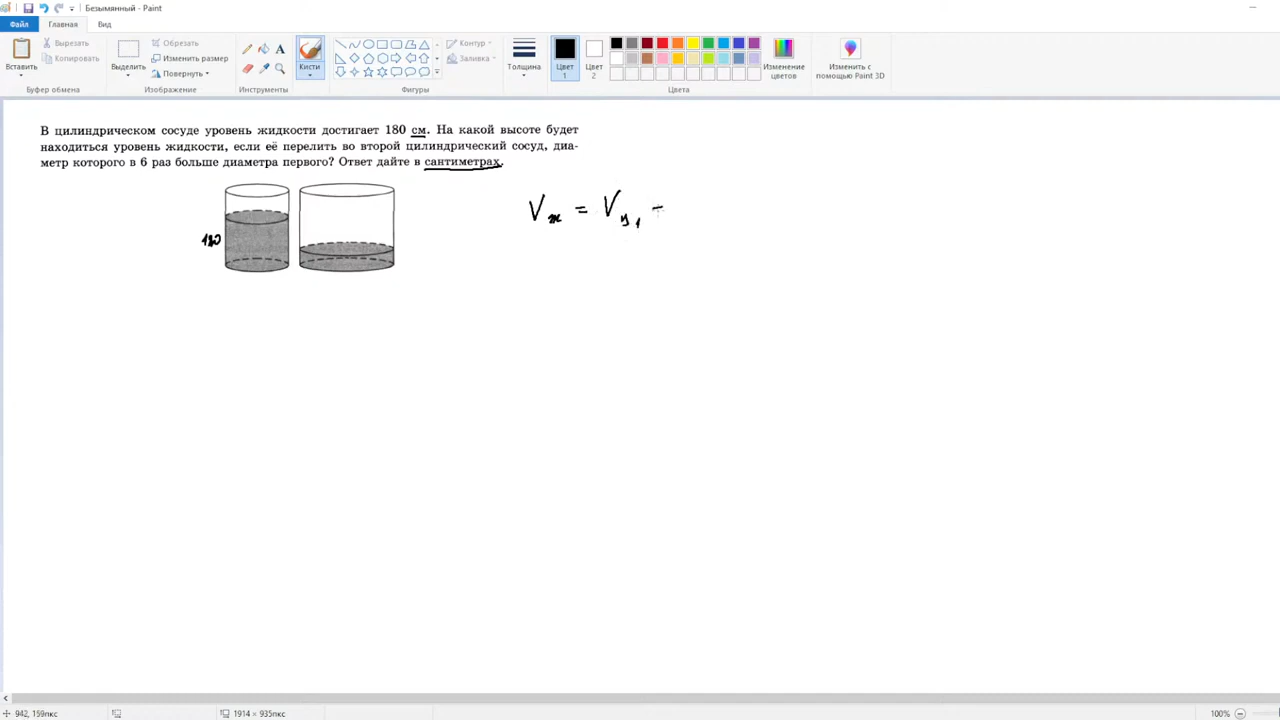 Безымянный - Paint
Файл Главная Вид
Вставить
Вырезать
Копировать
Буфер обмена
Выделить
Обрезать
Изменить размер
Повернуть
Изображение
A
Инструменты
Кисти
Контур
Заливка
Фигуры
Толщина
Цвет 1
Цвет 2
Цвета
Изменение цветов
Изменить с помощью Paint 3D
В цилиндрическом сосуде уровень жидкости достигает 180 см. На какой высоте будет
находиться уровень жидкости, если её перелить во второй цилиндрический сосуд, диа-
метр которого в 6 раз больше диаметра первого? Ответ дайте в сантиметрах.
180
Vж = Vц1 =
942, 159пкс
1914 × 935пкс
100%